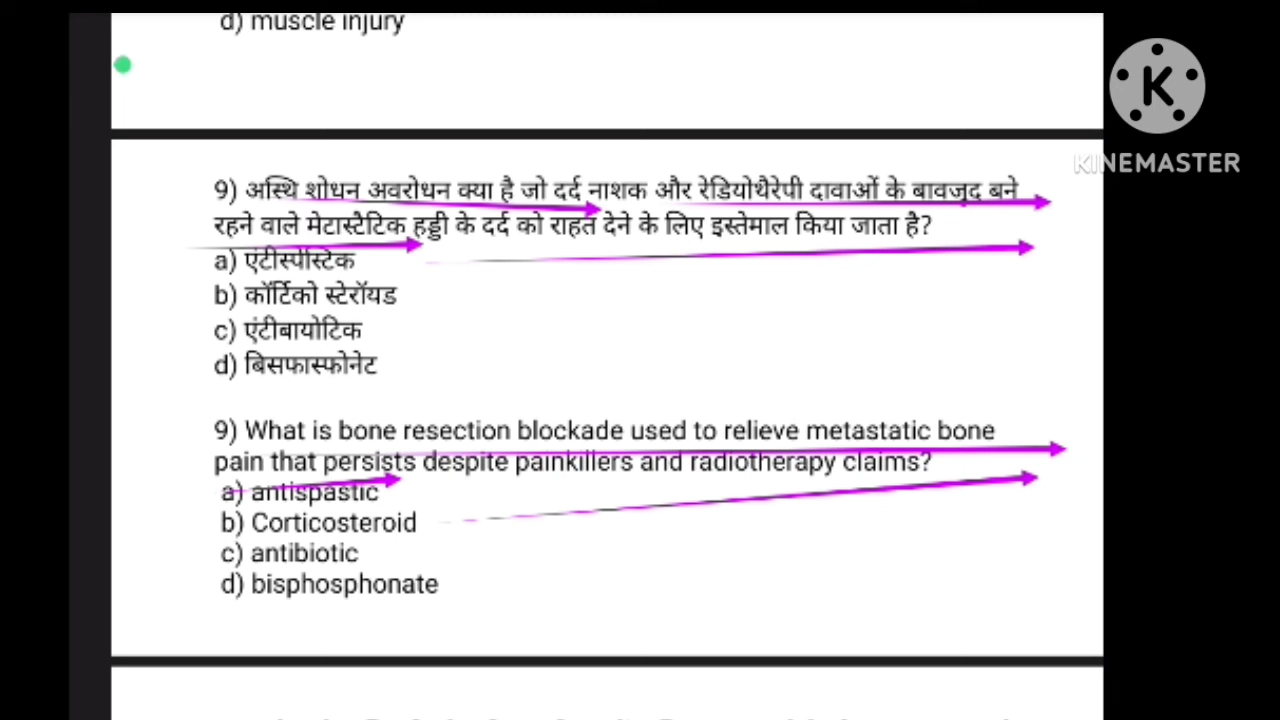 d) muscle injury
K
KINEMASTER
9) अस्थि शोधन अवरोधन क्या है जो दर्द नाशक और रेडियोथैरेपी दावाओं के बावजूद बने
रहने वाले मेटास्टैटिक हड्डी के दर्द को राहत देने के लिए इस्तेमाल किया जाता है?
a) एंटीस्पेस्टिक
b) कॉर्टिको स्टेरॉयड
c) एंटीबायोटिक
d) बिसफास्फोनेट
9) What is bone resection blockade used to relieve metastatic bone
pain that persists despite painkillers and radiotherapy claims?
a) antispastic
b) Corticosteroid
c) antibiotic
d) bisphosphonate